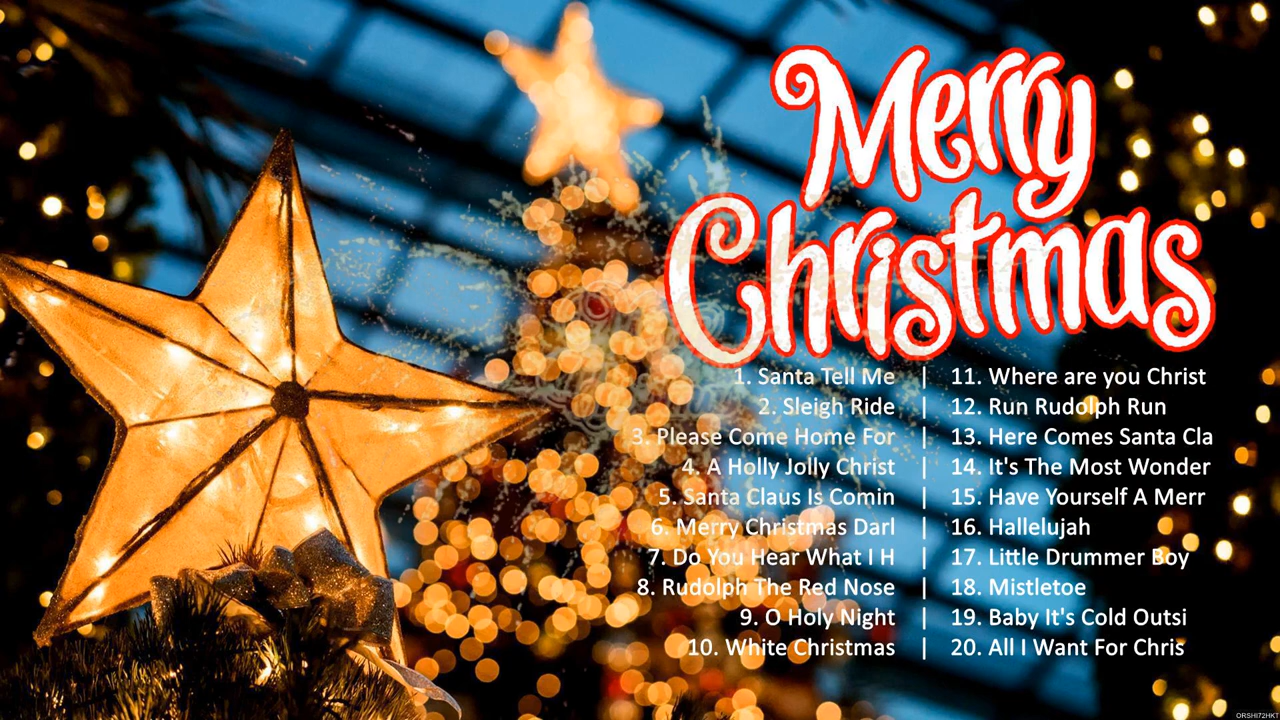 Merry
Christmas
1. Santa Tell Me | 11. Where are you Christ
2. Sleigh Ride | 12. Run Rudolph Run
3. Please Come Home For | 13. Here Comes Santa Cla
4. A Holly Jolly Christ | 14. It's The Most Wonder
5. Santa Claus Is Comin | 15. Have Yourself A Merr
6. Merry Christmas Darl | 16. Hallelujah
7. Do You Hear What I H | 17. Little Drummer Boy
8. Rudolph The Red Nose | 18. Mistletoe
9. O Holy Night | 19. Baby It's Cold Outsi
10. White Christmas | 20. All I Want For Chris